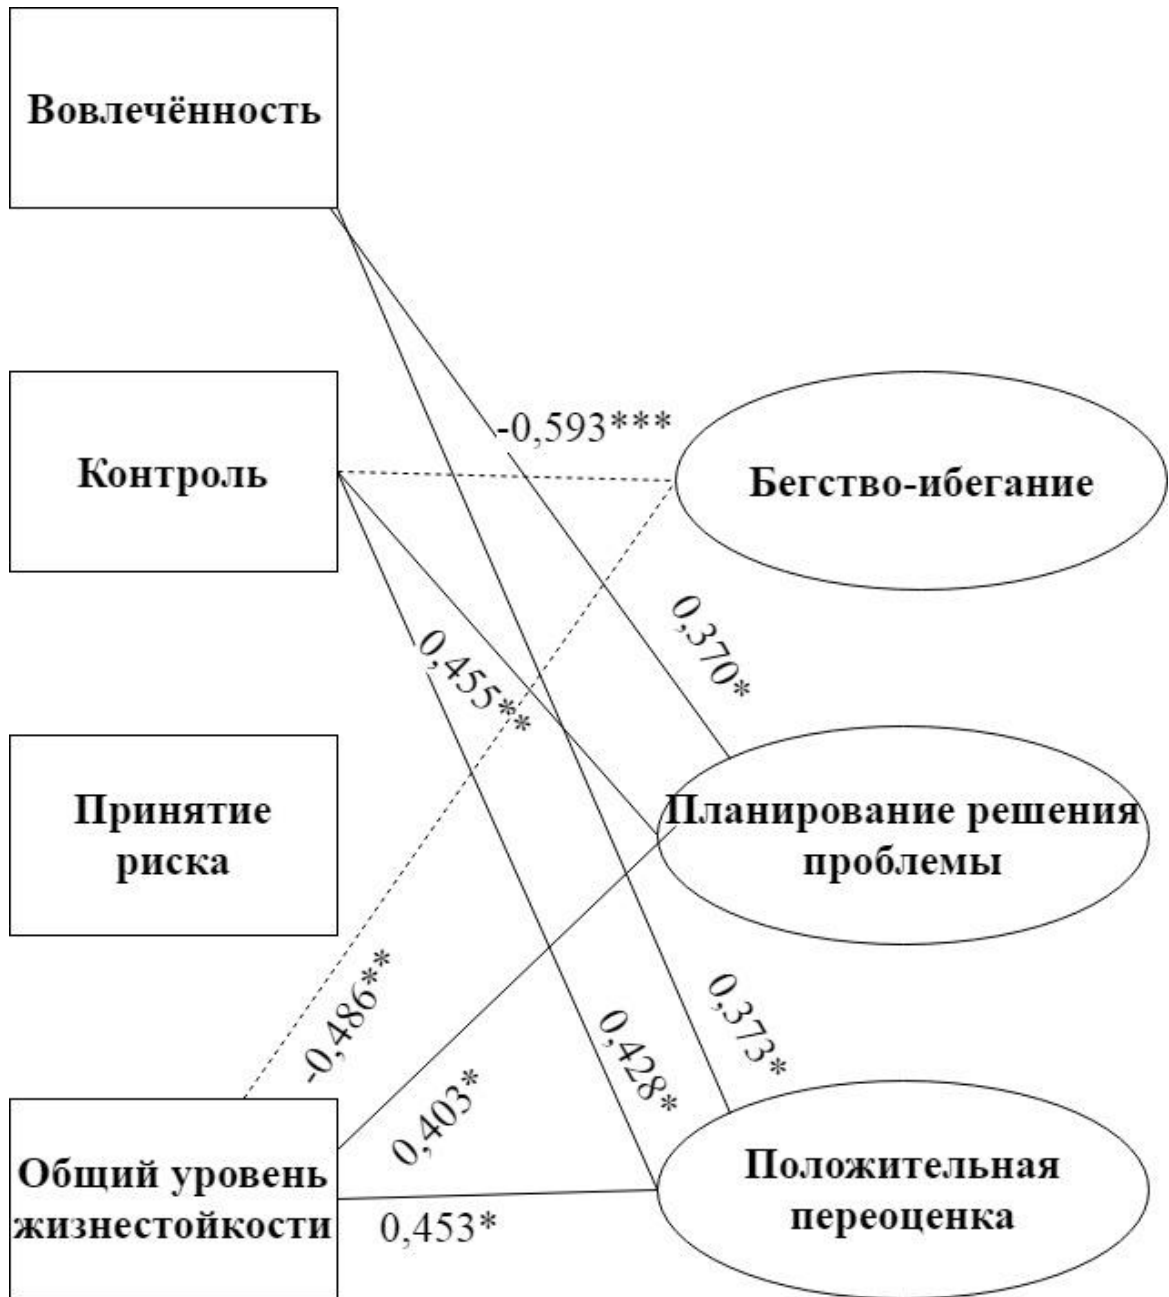 Вовлечённость
-0,593***
Контроль
Бегство-ибегание
0,370*
0,455**
Принятие
риска
Планирование решения
проблемы
-0,486**
0,373*
0,428*
0,403*
Общий уровень
жизнестойкости
0,453*
Положительная
переоценка